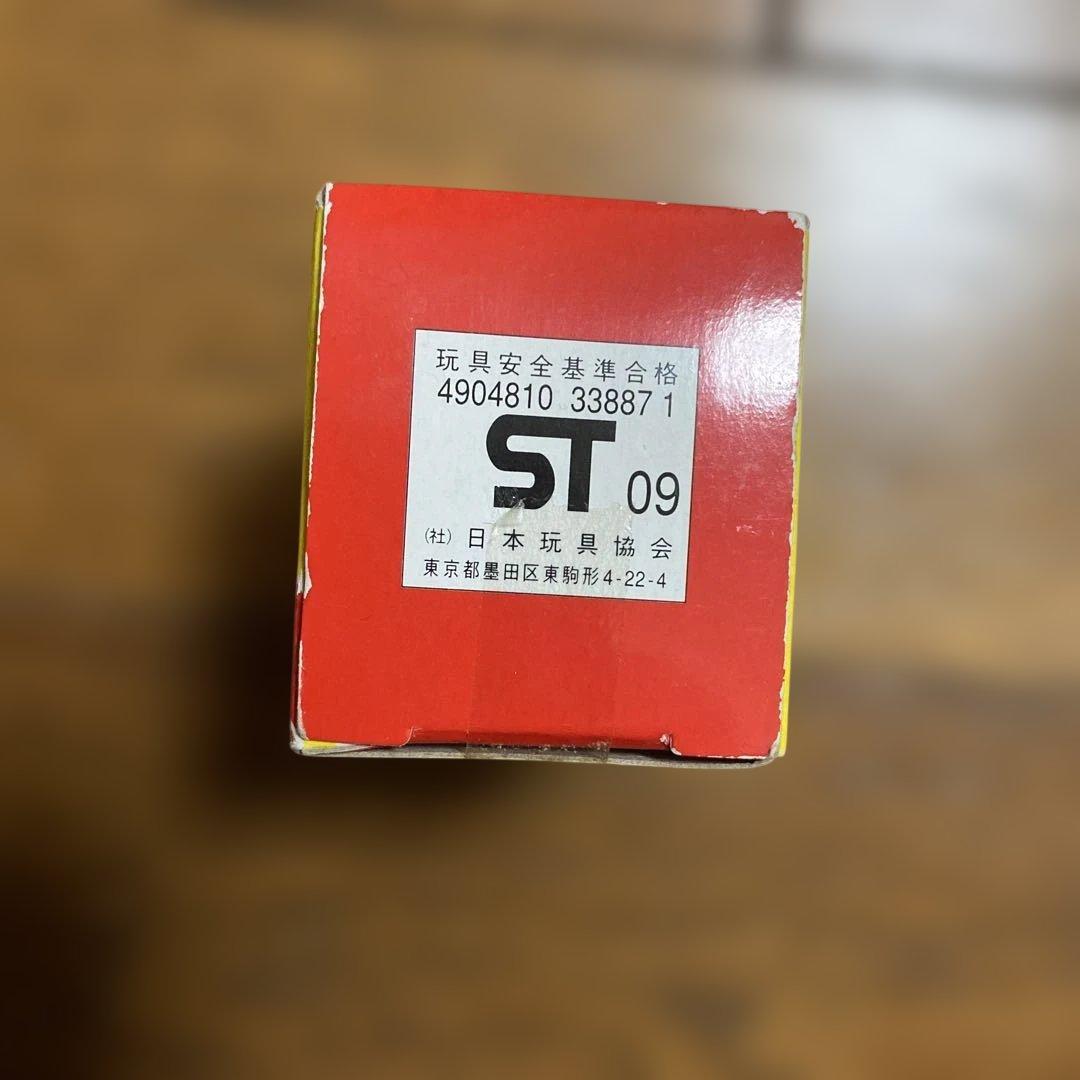 玩具安全基準合格
4904810 33887 1
ST 09
(社) 日本玩具協会
東京都墨田区東駒形4-22-4